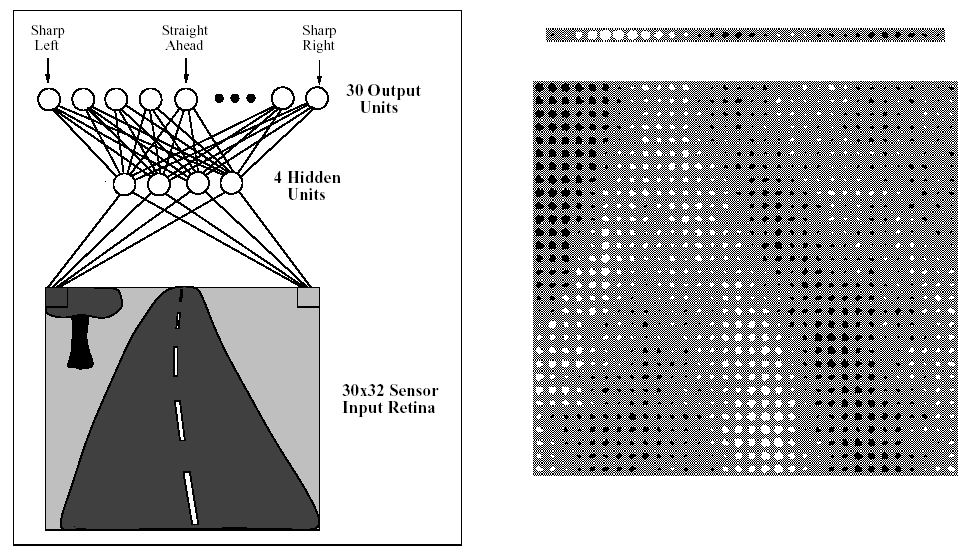 Sharp
Left
Straight
Ahead
Sharp
Right
30 Output
Units
4 Hidden
Units
30x32 Sensor
Input Retina